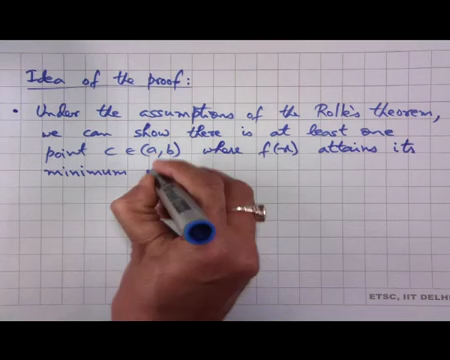 Idea of the proof:
• Under the assumptions of the Rolle's theorem,
we can show there is at least one
point c ∈ (a, b) where f(x) attains its
minimum
ETSC, IIT DELH